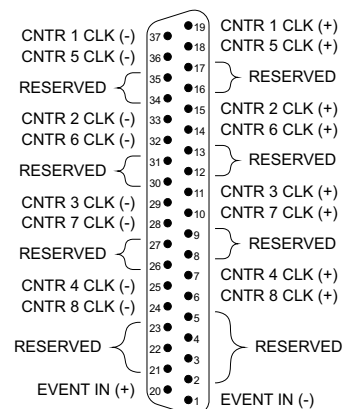 CNTR 1 CLK (-) 37 19 CNTR 1 CLK (+)
CNTR 5 CLK (-) 36 18 CNTR 5 CLK (+)
RESERVED 35 17 RESERVED
34 16
CNTR 2 CLK (-) 33 15 CNTR 2 CLK (+)
CNTR 6 CLK (-) 32 14 CNTR 6 CLK (+)
RESERVED 31 13 RESERVED
30 12
CNTR 3 CLK (-) 29 11 CNTR 3 CLK (+)
CNTR 7 CLK (-) 28 10 CNTR 7 CLK (+)
RESERVED 27 9 RESERVED
26 8
CNTR 4 CLK (-) 25 7 CNTR 4 CLK (+)
CNTR 8 CLK (-) 24 6 CNTR 8 CLK (+)
23 5
RESERVED 22 4 RESERVED
21 3
2
EVENT IN (+) 20 1 EVENT IN (-)